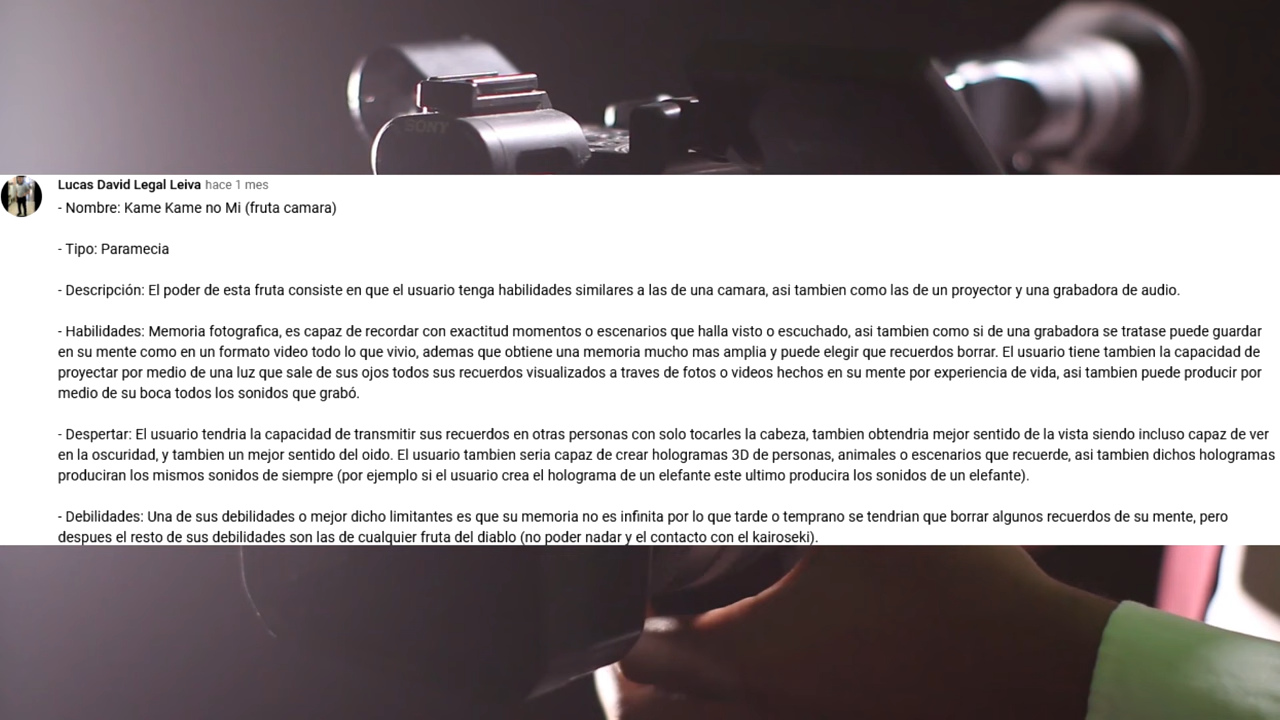 SONY
Lucas David Legal Leiva hace 1 mes
- Nombre: Kame Kame no Mi (fruta camara)
- Tipo: Paramecia
- Descripción: El poder de esta fruta consiste en que el usuario tenga habilidades similares a las de una camara, asi tambien como las de un proyector y una grabadora de audio.
- Habilidades: Memoria fotografica, es capaz de recordar con exactitud momentos o escenarios que halla visto o escuchado, asi tambien como si de una grabadora se tratase puede guardar
en su mente como en un formato video todo lo que vivio, ademas que obtiene una memoria mucho mas amplia y puede elegir que recuerdos borrar. El usuario tiene tambien la capacidad de
proyectar por medio de una luz que sale de sus ojos todos sus recuerdos visualizados a traves de fotos o videos hechos en su mente por experiencia de vida, asi tambien puede producir por
medio de su boca todos los sonidos que grabó.
- Despertar: El usuario tendria la capacidad de transmitir sus recuerdos en otras personas con solo tocarles la cabeza, tambien obtendria mejor sentido de la vista siendo incluso capaz de ver
en la oscuridad, y tambien un mejor sentido del oido. El usuario tambien seria capaz de crear hologramas 3D de personas, animales o escenarios que recuerde, asi tambien dichos hologramas
produciran los mismos sonidos de siempre (por ejemplo si el usuario crea el holograma de un elefante este ultimo producira los sonidos de un elefante).
- Debilidades: Una de sus debilidades o mejor dicho limitantes es que su memoria no es infinita por lo que tarde o temprano se tendrian que borrar algunos recuerdos de su mente, pero
despues el resto de sus debilidades son las de cualquier fruta del diablo (no poder nadar y el contacto con el kairoseki).